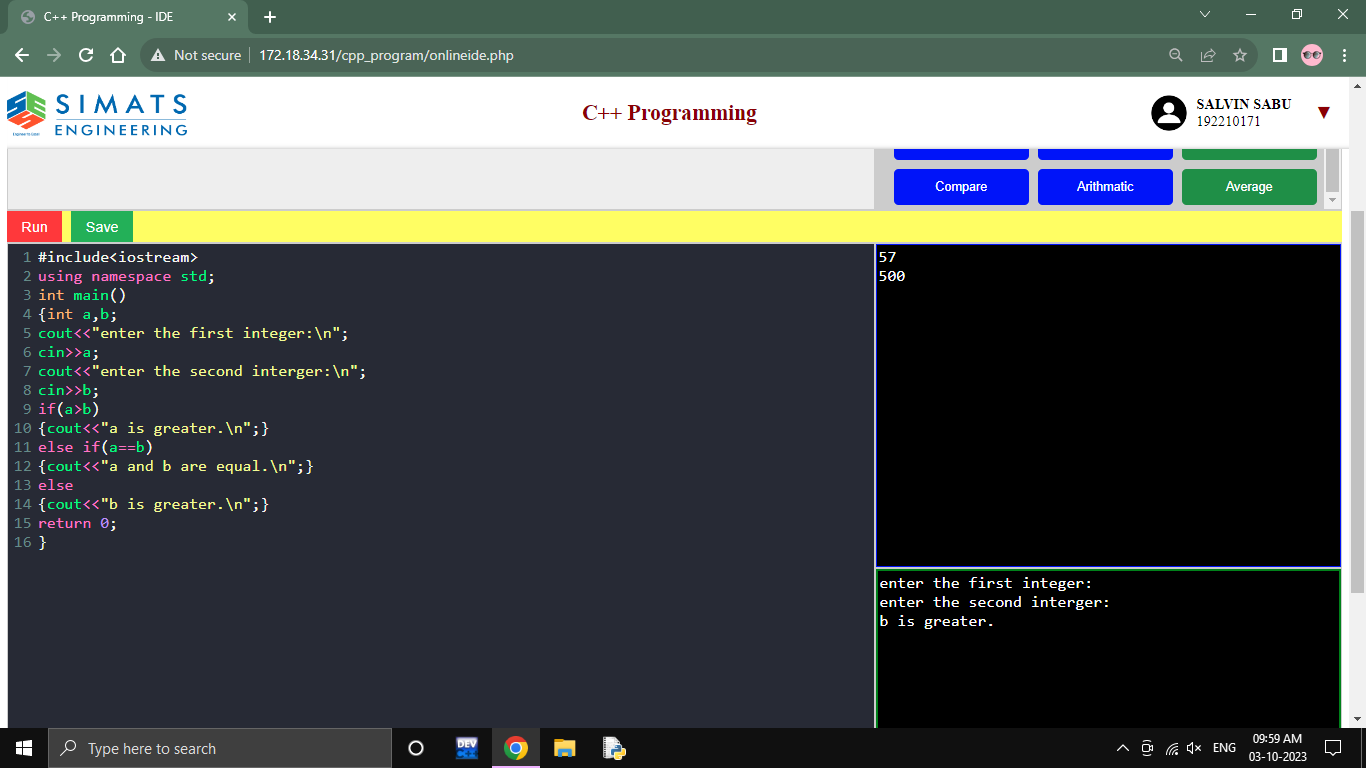 C++ Programming - IDE
Not secure
172.18.34.31/cpp_program/onlineide.php
SIMATS
ENGINEERING
C++ Programming
SALVIN SABU
192210171
Compare
Arithmatic
Average
Run
Save
1 #include<iostream>
2 using namespace std;
3 int main()
4 {int a,b;
5 cout<<"enter the first integer:\n";
6 cin>>a;
7 cout<<"enter the second interger:\n";
8 cin>>b;
9 if(a>b)
10 {cout<<"a is greater.\n";}
11 else if(a==b)
12 {cout<<"a and b are equal.\n";}
13 else
14 {cout<<"b is greater.\n";}
15 return 0;
16 }
57
500
enter the first integer:
enter the second interger:
b is greater.
Type here to search
DEV
ENG
09:59 AM
03-10-2023